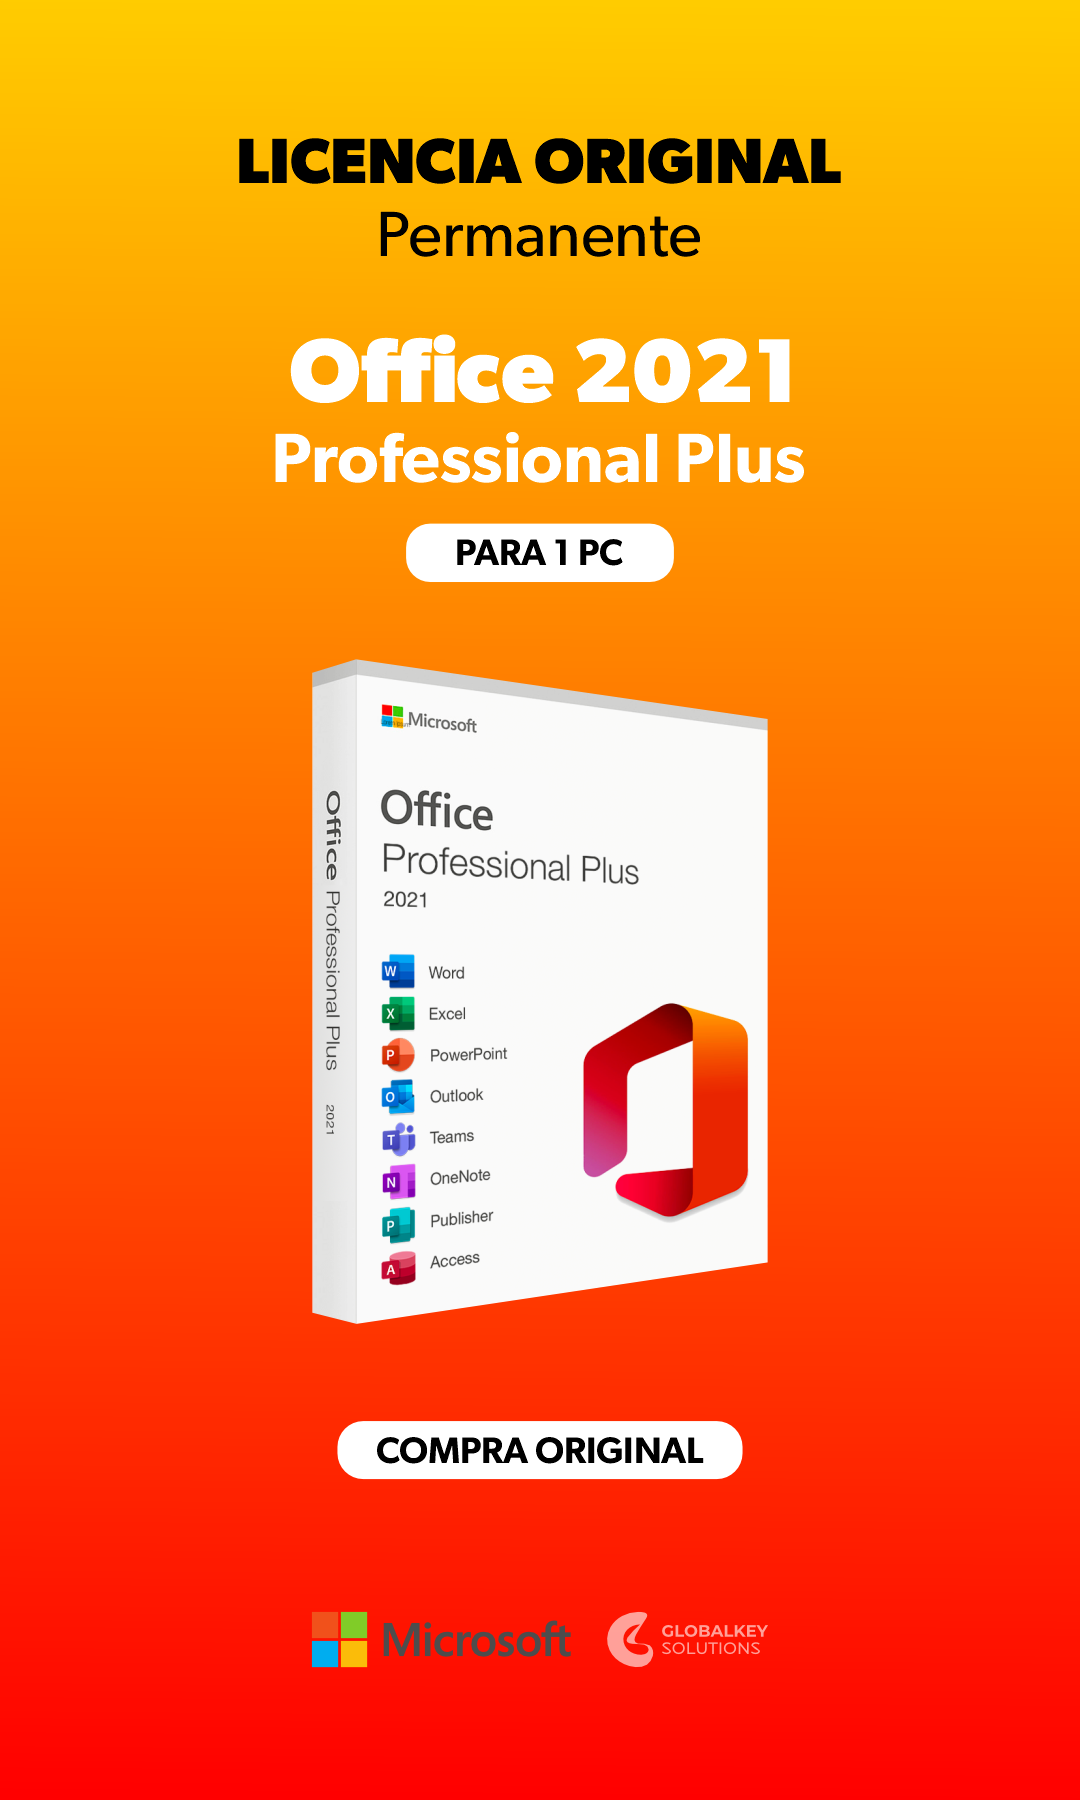 LICENCIA ORIGINAL
Permanente
Office 2021
Professional Plus
PARA 1 PC
Microsoft
Office
Professional Plus
2021
Office Professional Plus 2021
W Word
X Excel
P PowerPoint
O Outlook
T Teams
N OneNote
P Publisher
A Access
COMPRA ORIGINAL
Microsoft
GLOBALKEY
SOLUTIONS